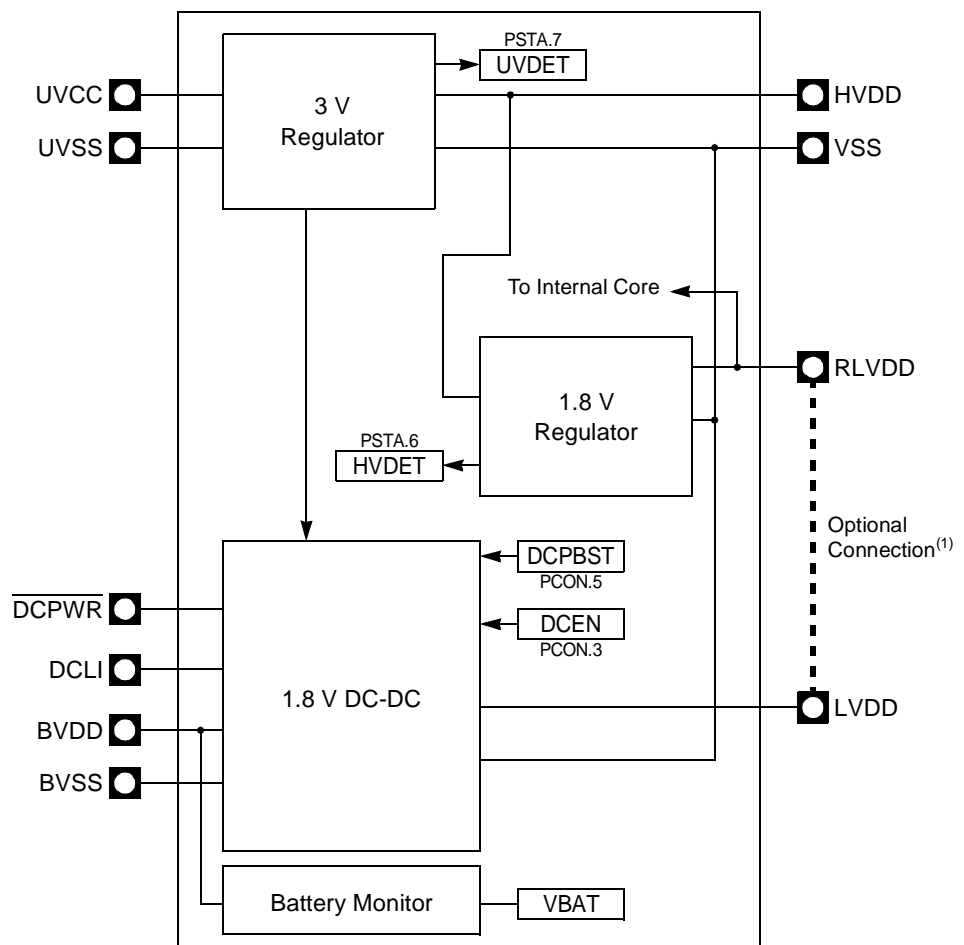 PSTA.7
UVDET
UVCC
3 V
Regulator
HVDD
UVSS
VSS
To Internal Core
RLVDD
1.8 V
Regulator
PSTA.6
HVDET
Optional
Connection(1)
DCPBST
PCON.5
DCPWR
DCEN
PCON.3
DCLI
1.8 V DC-DC
LVDD
BVDD
BVSS
Battery Monitor
VBAT